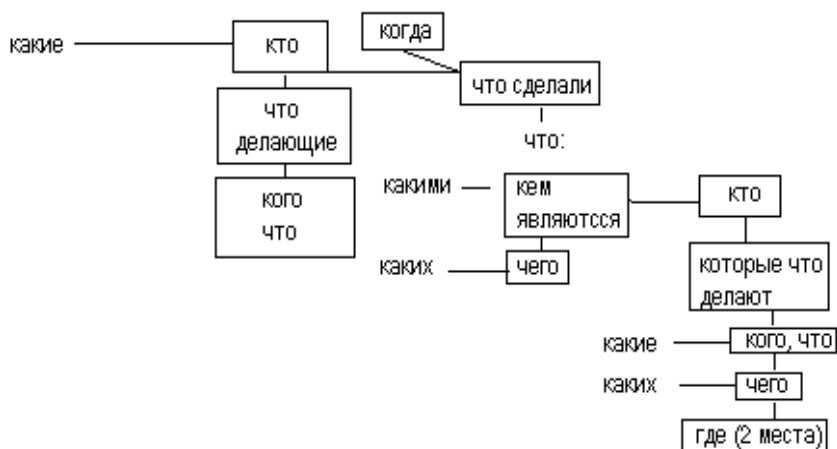 какие
кто
когда
что сделали
что
делающие
что:
кого
что
какими
кем
являютсся
кто
каких
чего
которые что
делают
какие
кого, что
каких
чего
где (2 места)